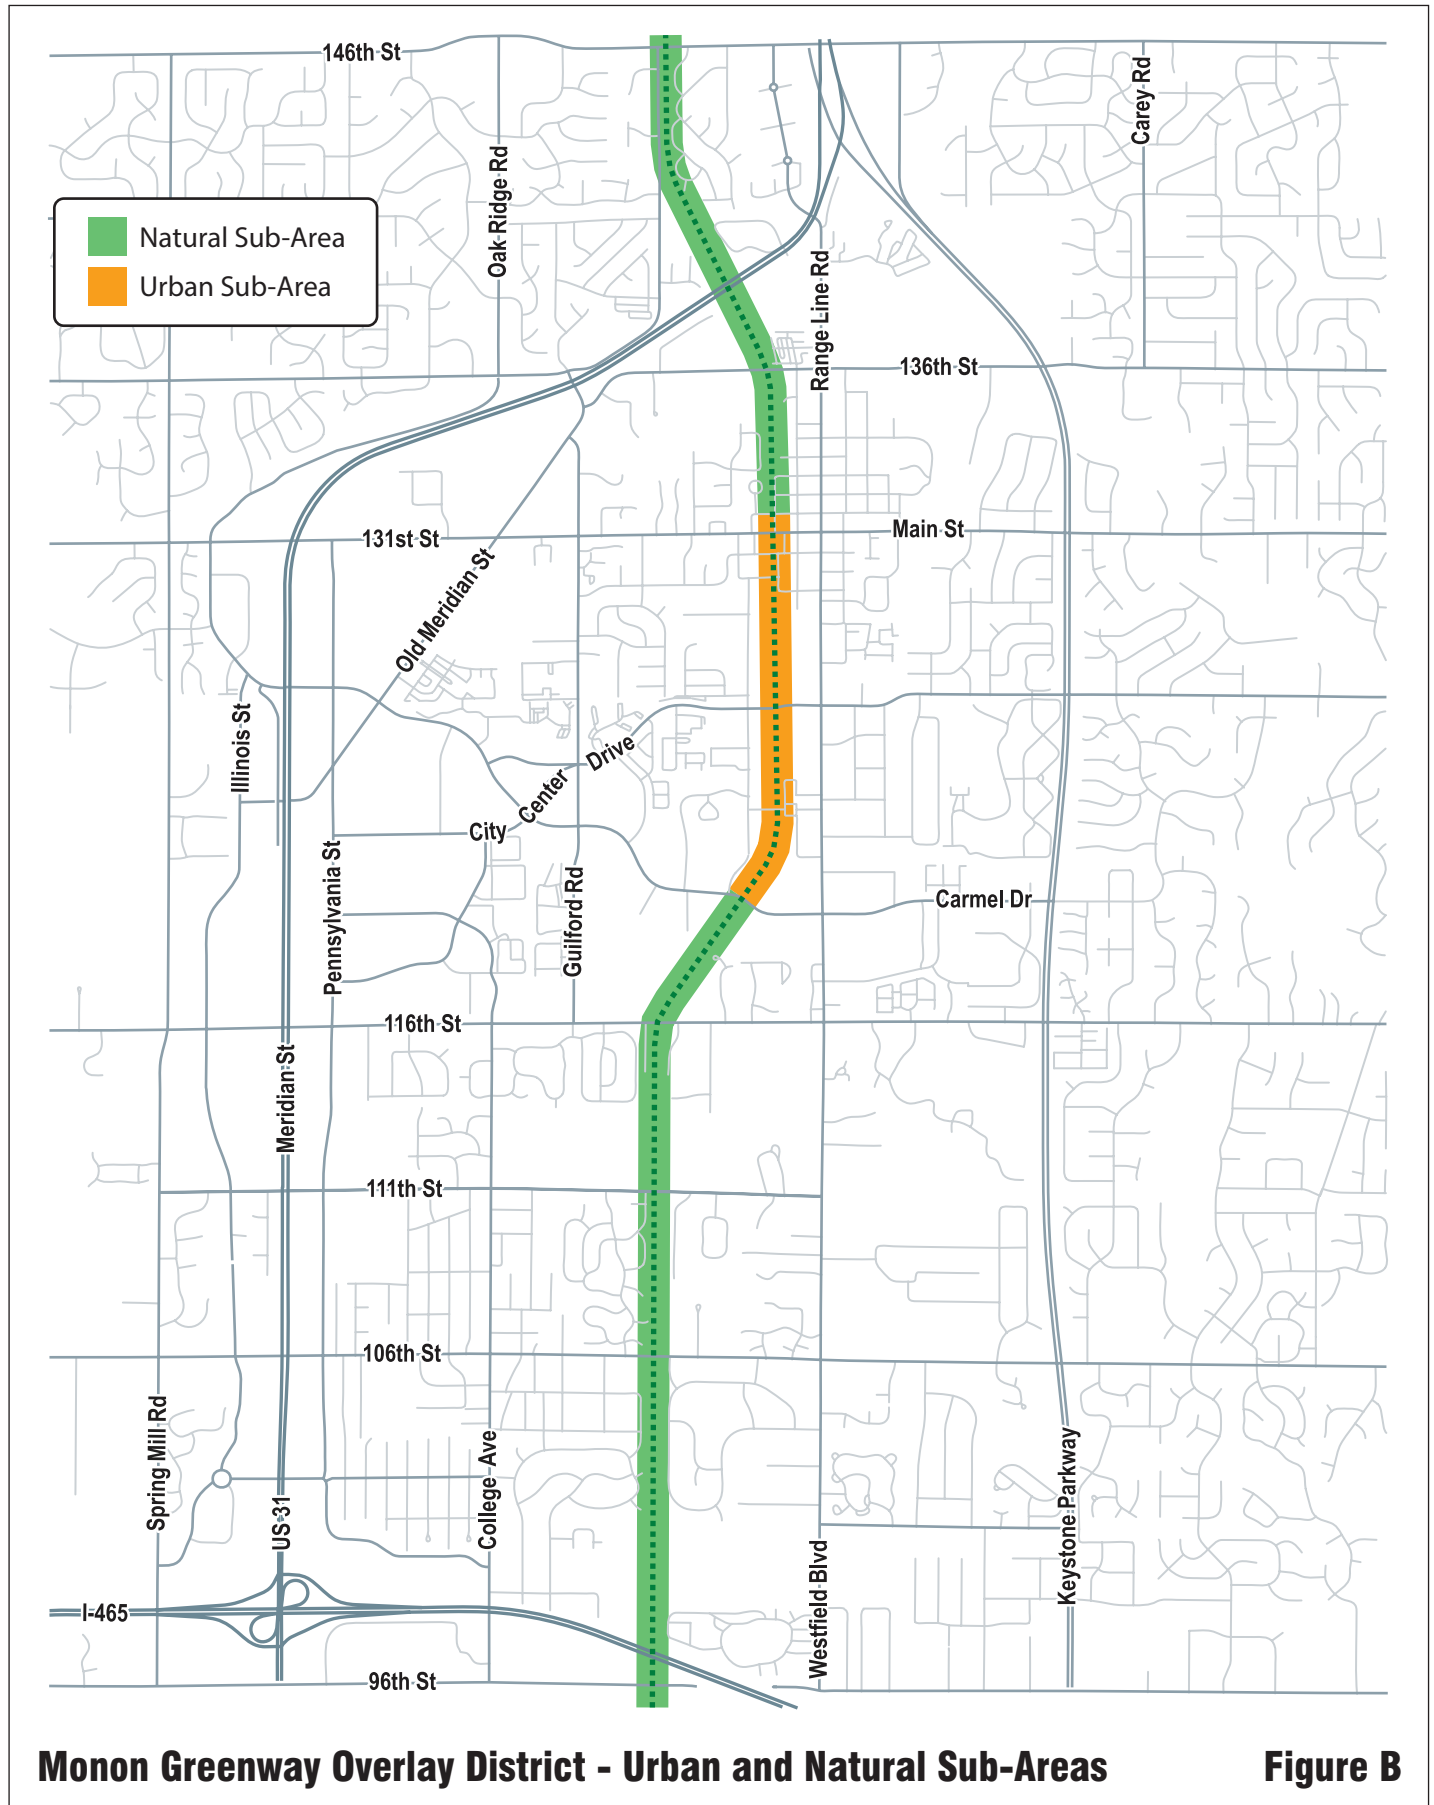 146th St
Carey Rd
Oak Ridge Rd
Natural Sub-Area
Urban Sub-Area
Range Line Rd
136th St
131st St
Main St
Old Meridian St
Illinois St
City Center Drive
Pennsylvania St
Guilford Rd
Carmel Dr
116th St
Meridian St
111th St
106th St
Spring Mill Rd
College Ave
US-31
Keystone Parkway
Westfield Blvd
I-465
96th St
Monon Greenway Overlay District - Urban and Natural Sub-Areas
Figure B